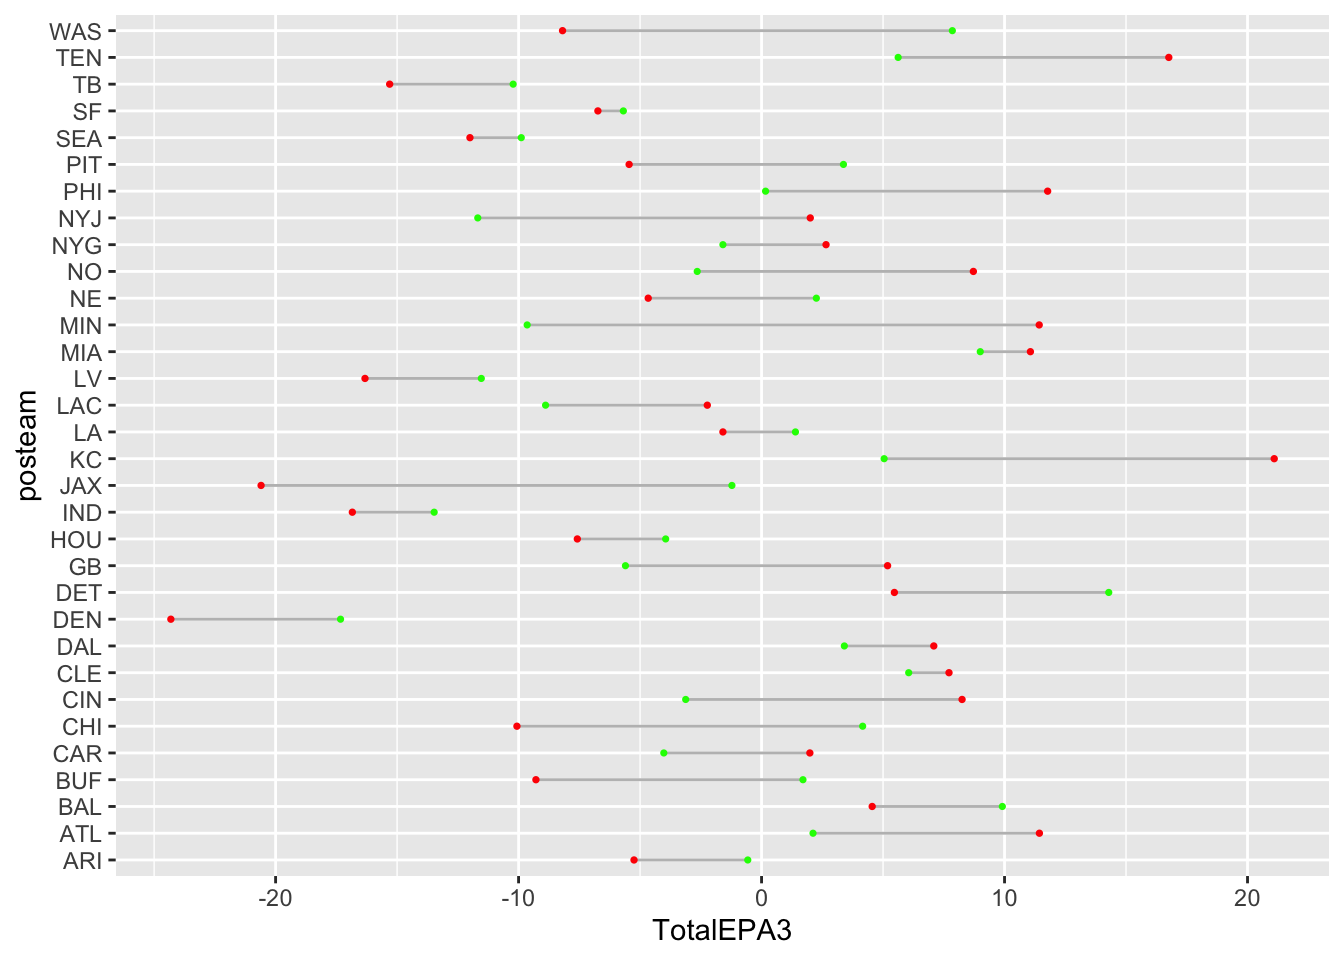 WAS
TEN
TB
SF
SEA
PIT
PHI
NYJ
NYG
NO
NE
MIN
MIA
LV
LAC
LA
KC
JAX
IND
HOU
GB
DET
DEN
DAL
CLE
CIN
CHI
CAR
BUF
BAL
ATL
ARI
posteam
-20 -10 0 10 20
TotalEPA3